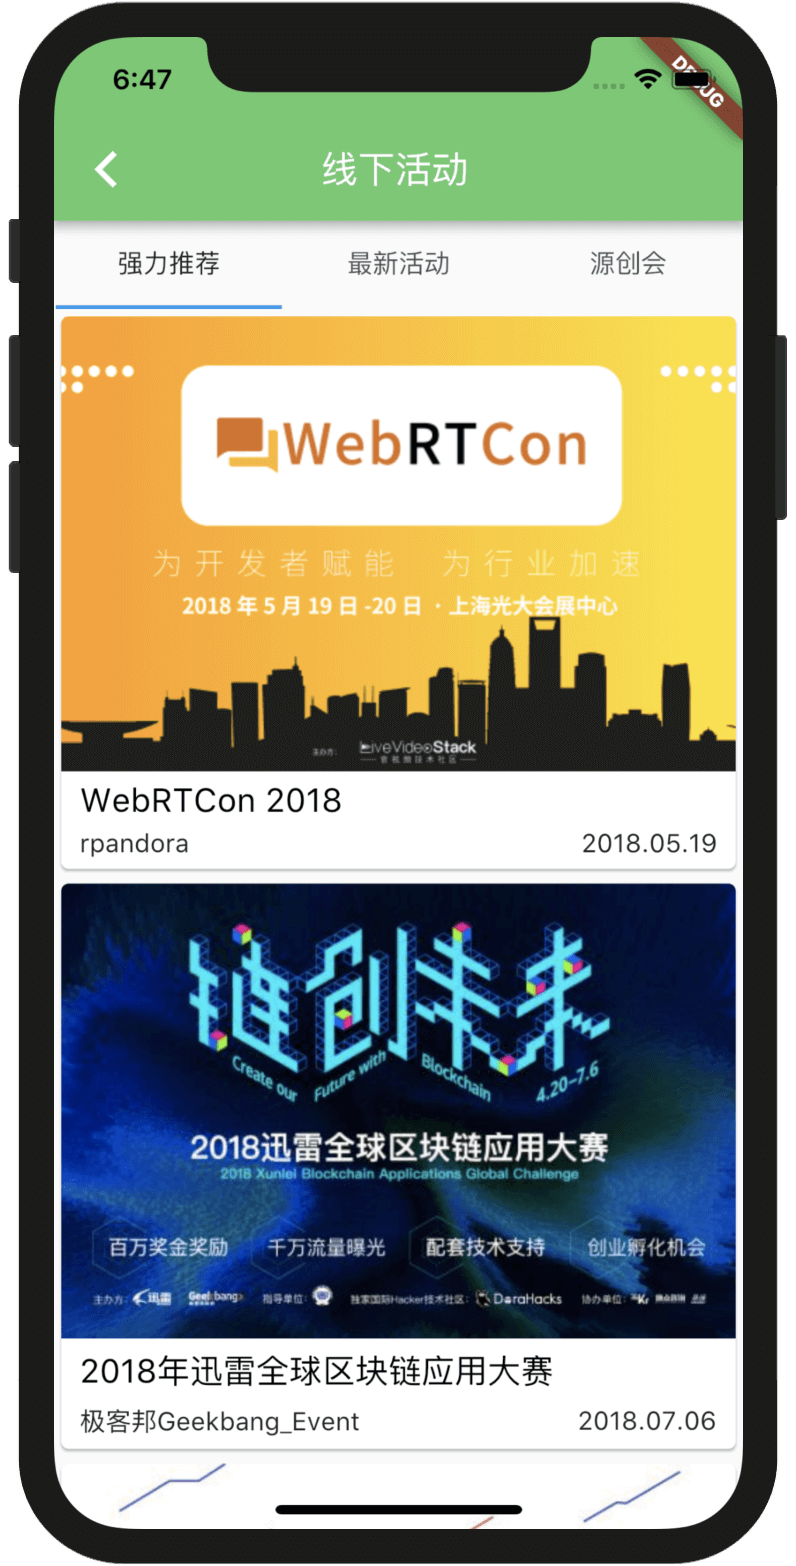 6:47
DEBUG
线下活动
强力推荐 最新活动 源创会
WebRTCon
为开发者赋能 为行业加速
2018 年 5 月 19 日 -20 日 · 上海光大会展中心
主办方: LiveVideoStack
音视频技术社区
WebRTCon 2018
rpandora 2018.05.19
链创未来
Create our Future with Blockchain 4.20-7.6
2018迅雷全球区块链应用大赛
2018 Xunlei Blockchain Applications Global Challenge
百万奖金奖励 千万流量曝光 配套技术支持 创业孵化机会
主办方: 迅雷 Geekbang> 指导单位: 独家国际Hacker技术社区: DoraHacks 协办单位: 36Kr
2018年迅雷全球区块链应用大赛
极客邦Geekbang_Event 2018.07.06